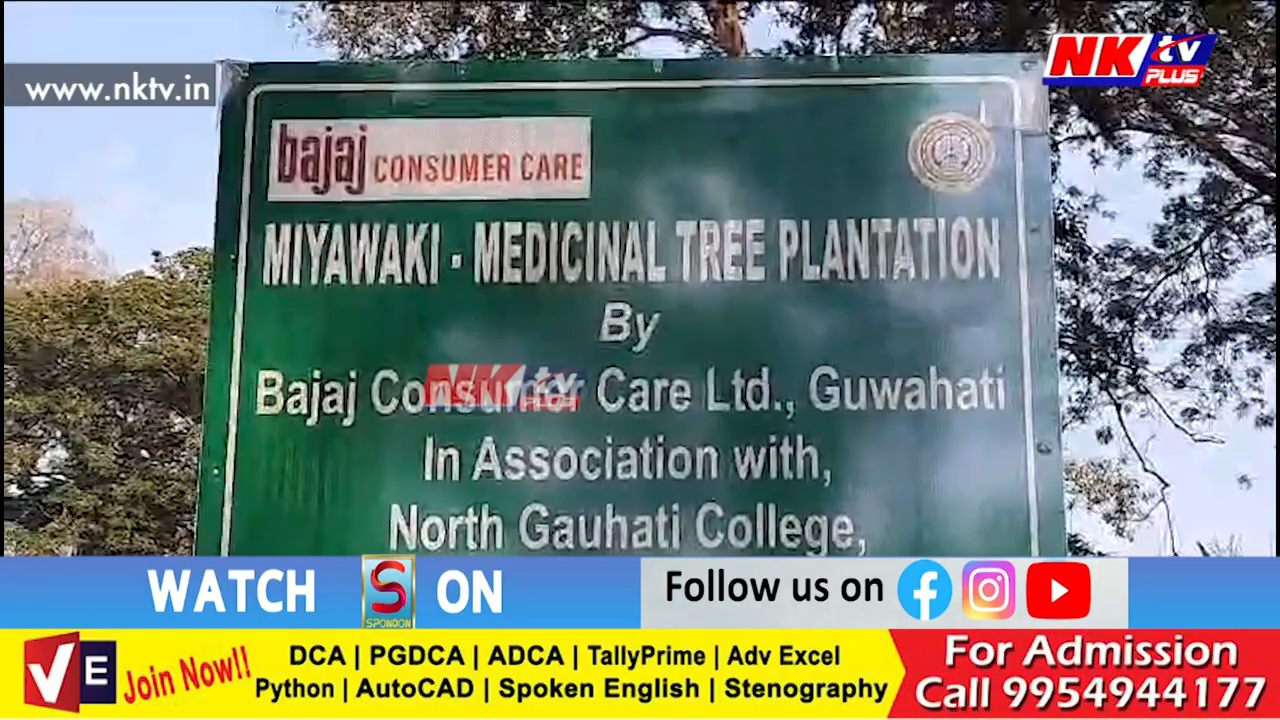 www.nktv.in
NK tv
PLUS
bajaj CONSUMER CARE
MIYAWAKI - MEDICINAL TREE PLANTATION
By
Bajaj Consumer Care Ltd., Guwahati
In Association with,
North Gauhati College,
NK tv
WATCH S ON
SPONDON
Follow us on
VE
Join Now!!
DCA | PGDCA | ADCA | TallyPrime | Adv Excel
Python | AutoCAD | Spoken English | Stenography
For Admission
Call 9954944177